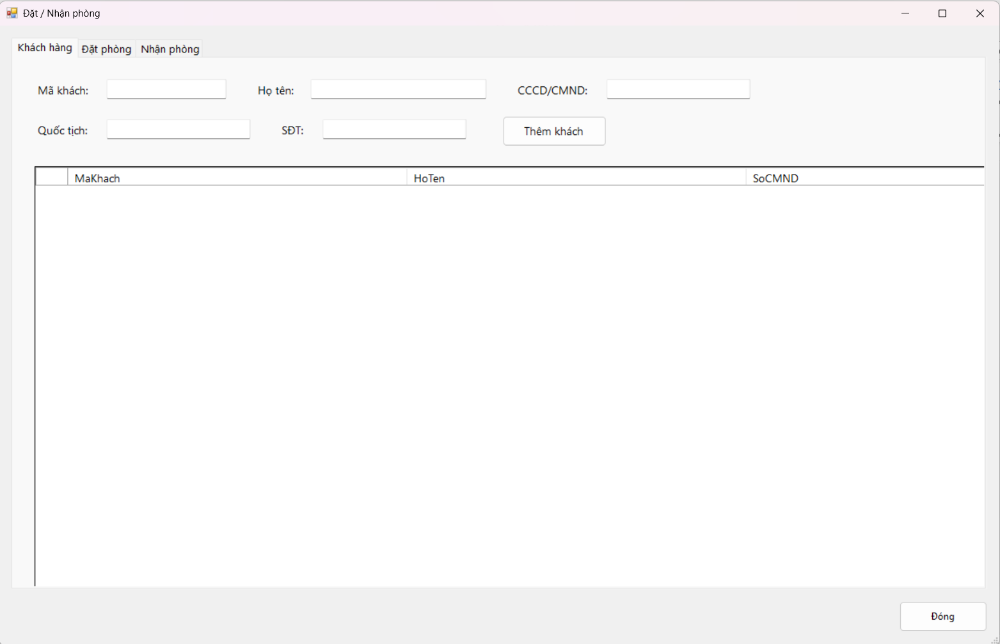 Đặt / Nhận phòng
Khách hàng Đặt phòng Nhận phòng
Mã khách: Họ tên: CCCD/CMND:
Quốc tịch: SĐT: Thêm khách
MaKhach HoTen SoCMND
Đóng